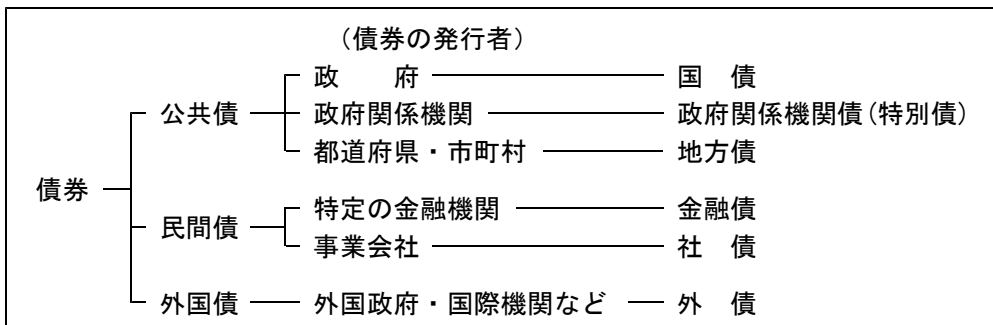 （債券の発行者）
政　　府　国　債
公共債　政府関係機関　政府関係機関債（特別債）
都道府県・市町村　地方債
債券
特定の金融機関　金融債
民間債
事業会社　社　債
外国債　外国政府・国際機関など　外　債